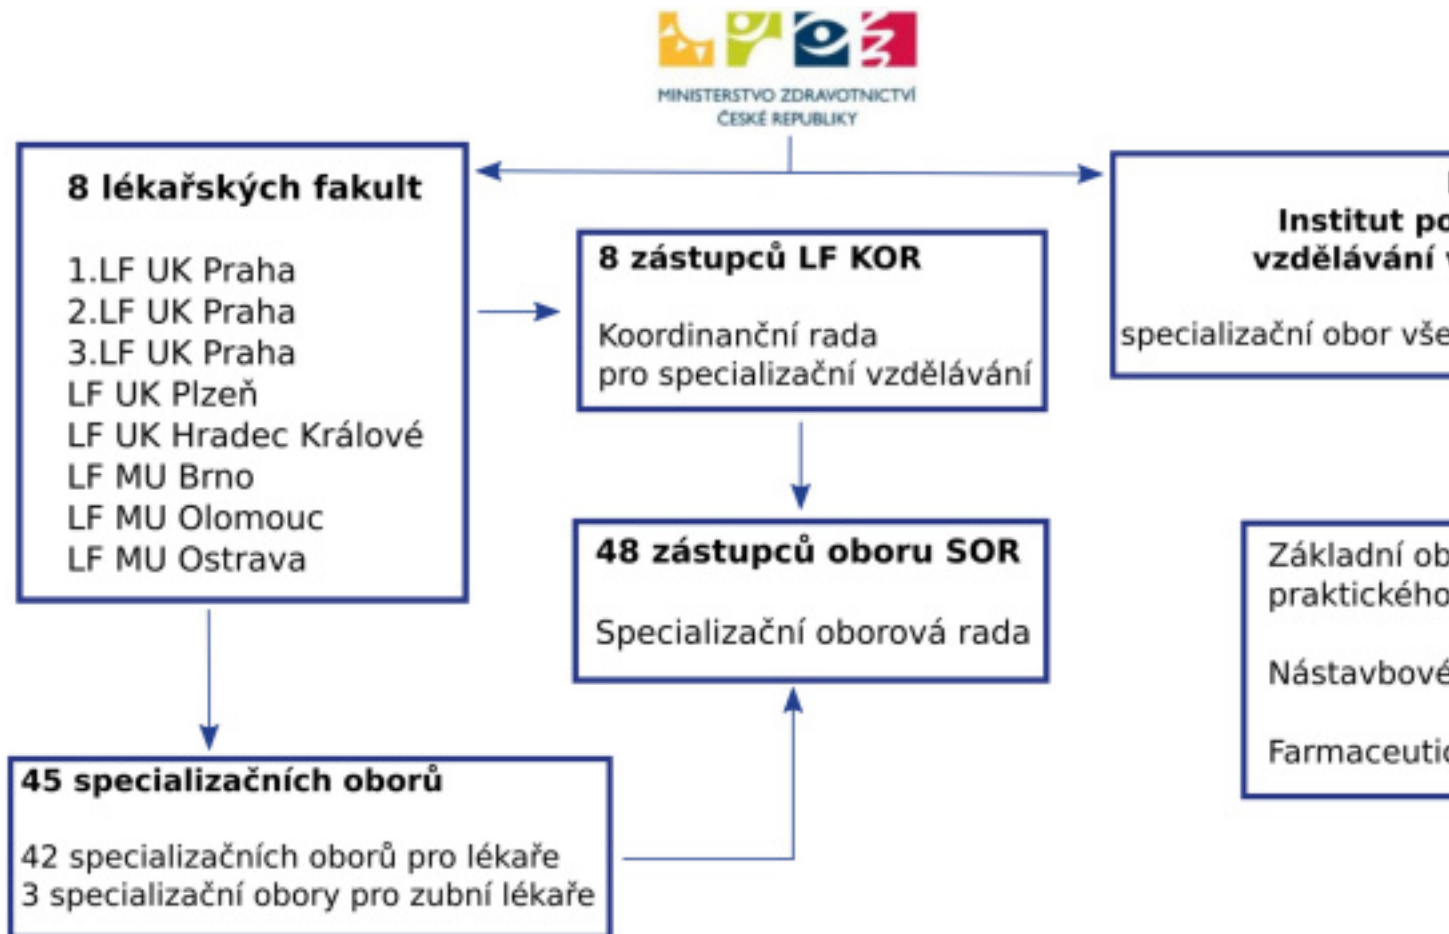 MINISTERSTVO ZDRAVOTNICTVÍ
ČESKÉ REPUBLIKY
8 lékařských fakult
1.LF UK Praha
2.LF UK Praha
3.LF UK Praha
LF UK Plzeň
LF UK Hradec Králové
LF MU Brno
LF MU Olomouc
LF MU Ostrava
8 zástupců LF KOR
Koordinanční rada
pro specializační vzdělávání
Institut
vzdělávání
specializační obor
48 zástupců oboru SOR
Specializační oborová rada
Základní
praktického
Nástavbové
45 specializačních oborů
42 specializačních oborů pro lékaře
3 specializační obory pro zubní lékaře